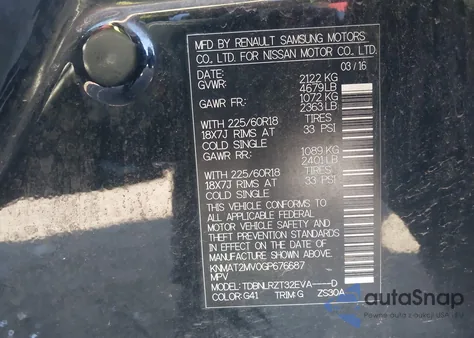 MFD BY RENAULT SAMSUNG MOTORS
CO. LTD. FOR NISSAN MOTOR CO., LTD.
DATE: 03/16
GVWR: 2122 KG
4679 LB
GAWR FR: 1072 KG
2363 LB
WITH 225/60R18 TIRES
18X7J RIMS AT 33 PSI
COLD SINGLE
GAWR RR: 1089 KG
2401 LB
WITH 225/60R18 TIRES
18X7J RIMS AT 33 PSI
COLD SINGLE
THIS VEHICLE CONFORMS TO
ALL APPLICABLE FEDERAL
MOTOR VEHICLE SAFETY AND
THEFT PREVENTION STANDARDS
IN EFFECT ON THE DATE OF
MANUFACTURE SHOWN ABOVE.
KNMAT2MV0GP676687
MPV
MODEL: TDBNLRZT32EVA----D
COLOR: G41 TRIM: G ZS30A
autoSnap
Pewne auto z USA